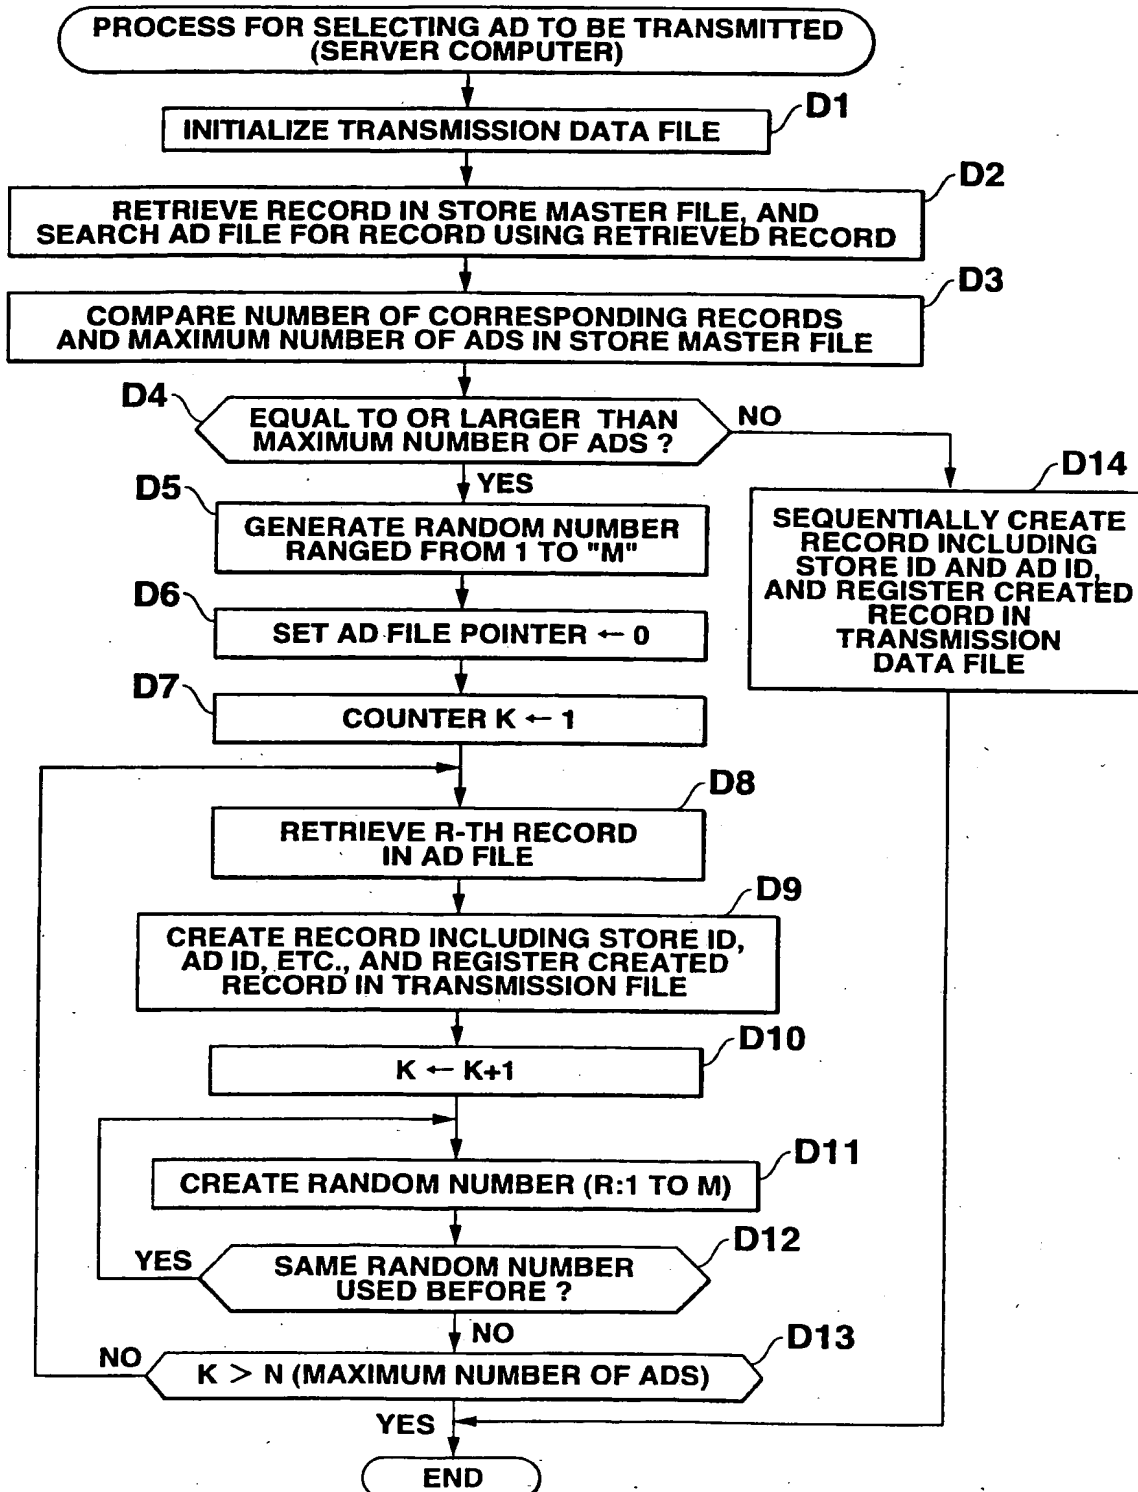 PROCESS FOR SELECTING AD TO BE TRANSMITTED
(SERVER COMPUTER)
D1
INITIALIZE TRANSMISSION DATA FILE
D2
RETRIEVE RECORD IN STORE MASTER FILE, AND
SEARCH AD FILE FOR RECORD USING RETRIEVED RECORD
D3
COMPARE NUMBER OF CORRESPONDING RECORDS
AND MAXIMUM NUMBER OF ADS IN STORE MASTER FILE
D4
EQUAL TO OR LARGER THAN
MAXIMUM NUMBER OF ADS ?
NO
YES
D14
SEQUENTIALLY CREATE
RECORD INCLUDING
STORE ID AND AD ID,
AND REGISTER CREATED
RECORD IN
TRANSMISSION
DATA FILE
D5
GENERATE RANDOM NUMBER
RANGED FROM 1 TO "M"
D6
SET AD FILE POINTER ← 0
D7
COUNTER K ← 1
D8
RETRIEVE R-TH RECORD
IN AD FILE
D9
CREATE RECORD INCLUDING STORE ID,
AD ID, ETC., AND REGISTER CREATED
RECORD IN TRANSMISSION FILE
D10
K ← K+1
D11
CREATE RANDOM NUMBER (R:1 TO M)
D12
YES
SAME RANDOM NUMBER
USED BEFORE ?
NO
D13
NO
K > N (MAXIMUM NUMBER OF ADS)
YES
END